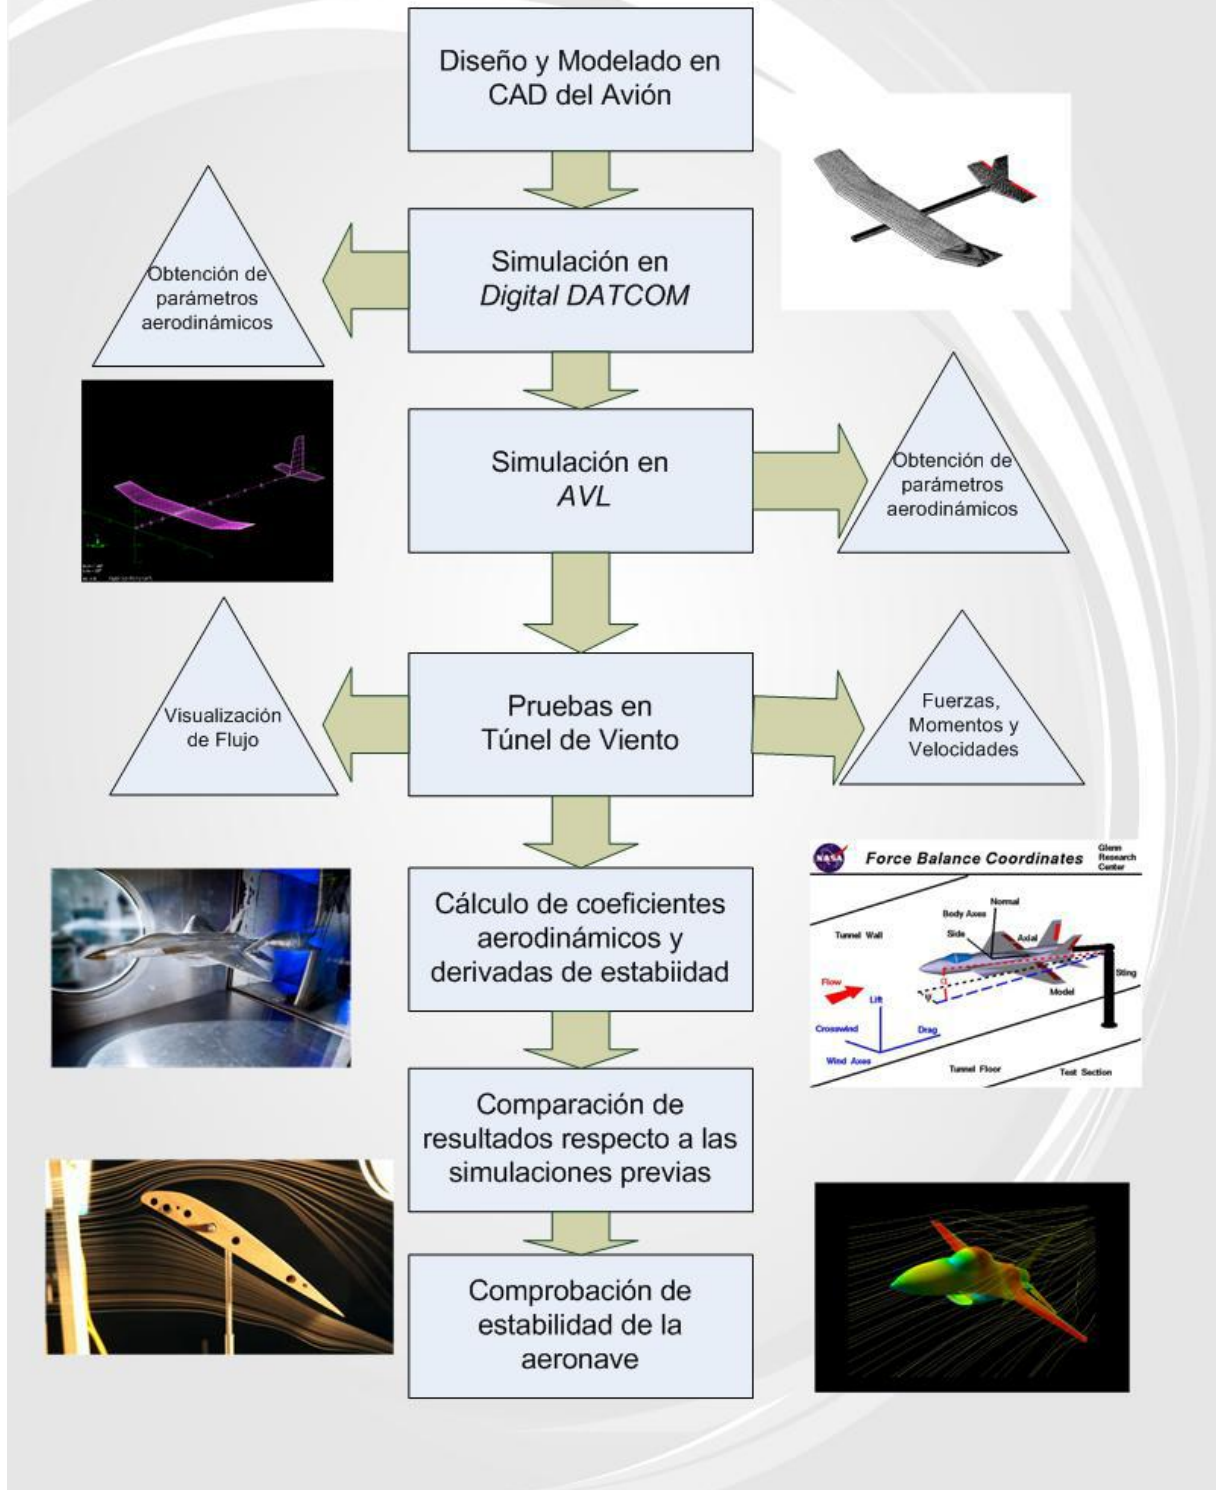 Diseño y Modelado en
CAD del Avión
Simulación en
Digital DATCOM
Obtención de
parámetros
aerodinámicos
Simulación en
AVL
Obtención de
parámetros
aerodinámicos
Pruebas en
Túnel de Viento
Visualización
de Flujo
Fuerzas,
Momentos y
Velocidades
Cálculo de coeficientes
aerodinámicos y
derivadas de estabiidad
NASA
Force Balance Coordinates
Glenn
Research
Center
Normal
Body Axes
Side
Axial
Tunnel Wall
Sting
Flow
α
Ψ
Model
Lift
Crosswind
Drag
Wind Axes
Tunnel Floor
Test Section
Comparación de
resultados respecto a las
simulaciones previas
Comprobación de
estabilidad de la
aeronave